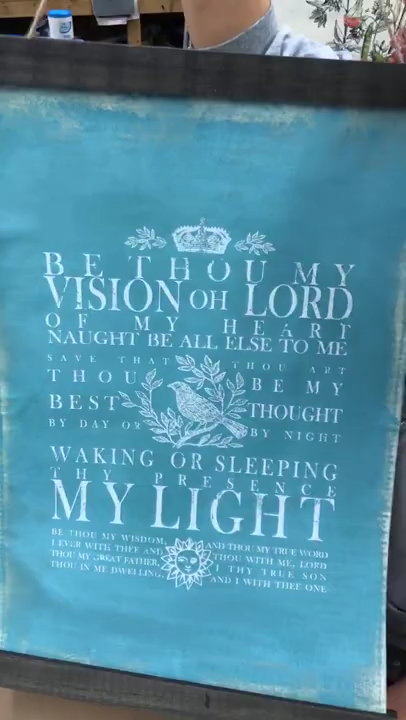 BE THOU MY
VISION OH LORD
OF MY HEART
NAUGHT BE ALL ELSE TO ME
SAVE THAT THOU ART
THOU BE MY
BEST THOUGHT
BY DAY OR BY NIGHT
WAKING OR SLEEPING
THY PRESENCE
MY LIGHT
BE THOU MY WISDOM, AND THOU MY TRUE WORD
I EVER WITH THEE AND THOU WITH ME, LORD
THOU MY GREAT FATHER, I THY TRUE SON
THOU IN ME DWELLING, AND I WITH THEE ONE